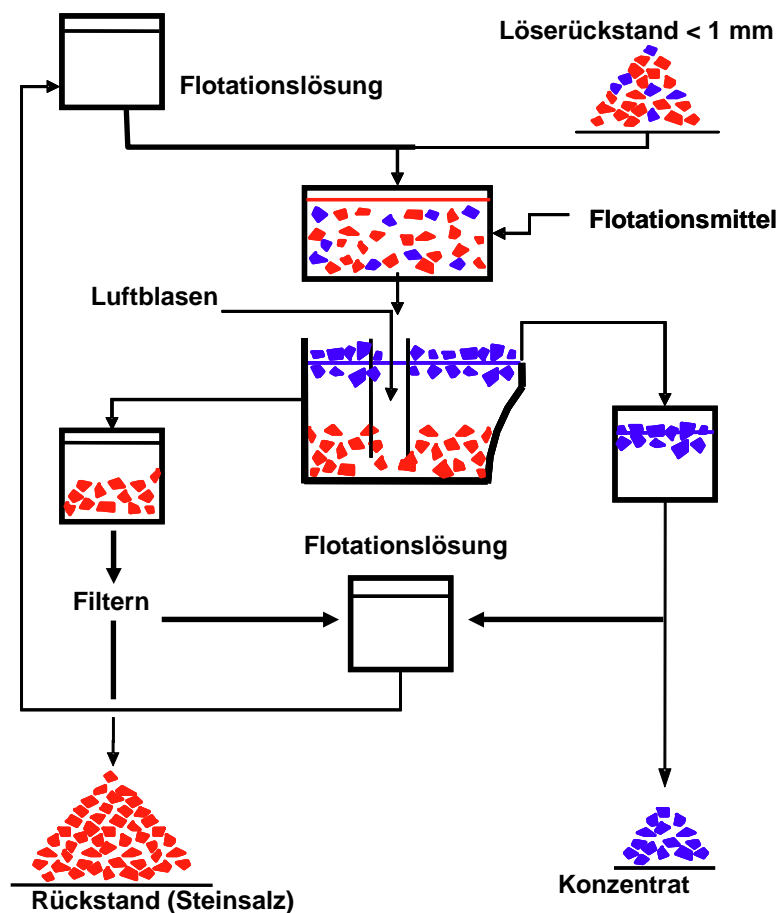 Löserückstand < 1 mm
Flotationslösung
Flotationsmittel
Luftblasen
Flotationslösung
Filtern
Konzentrat
Rückstand (Steinsalz)